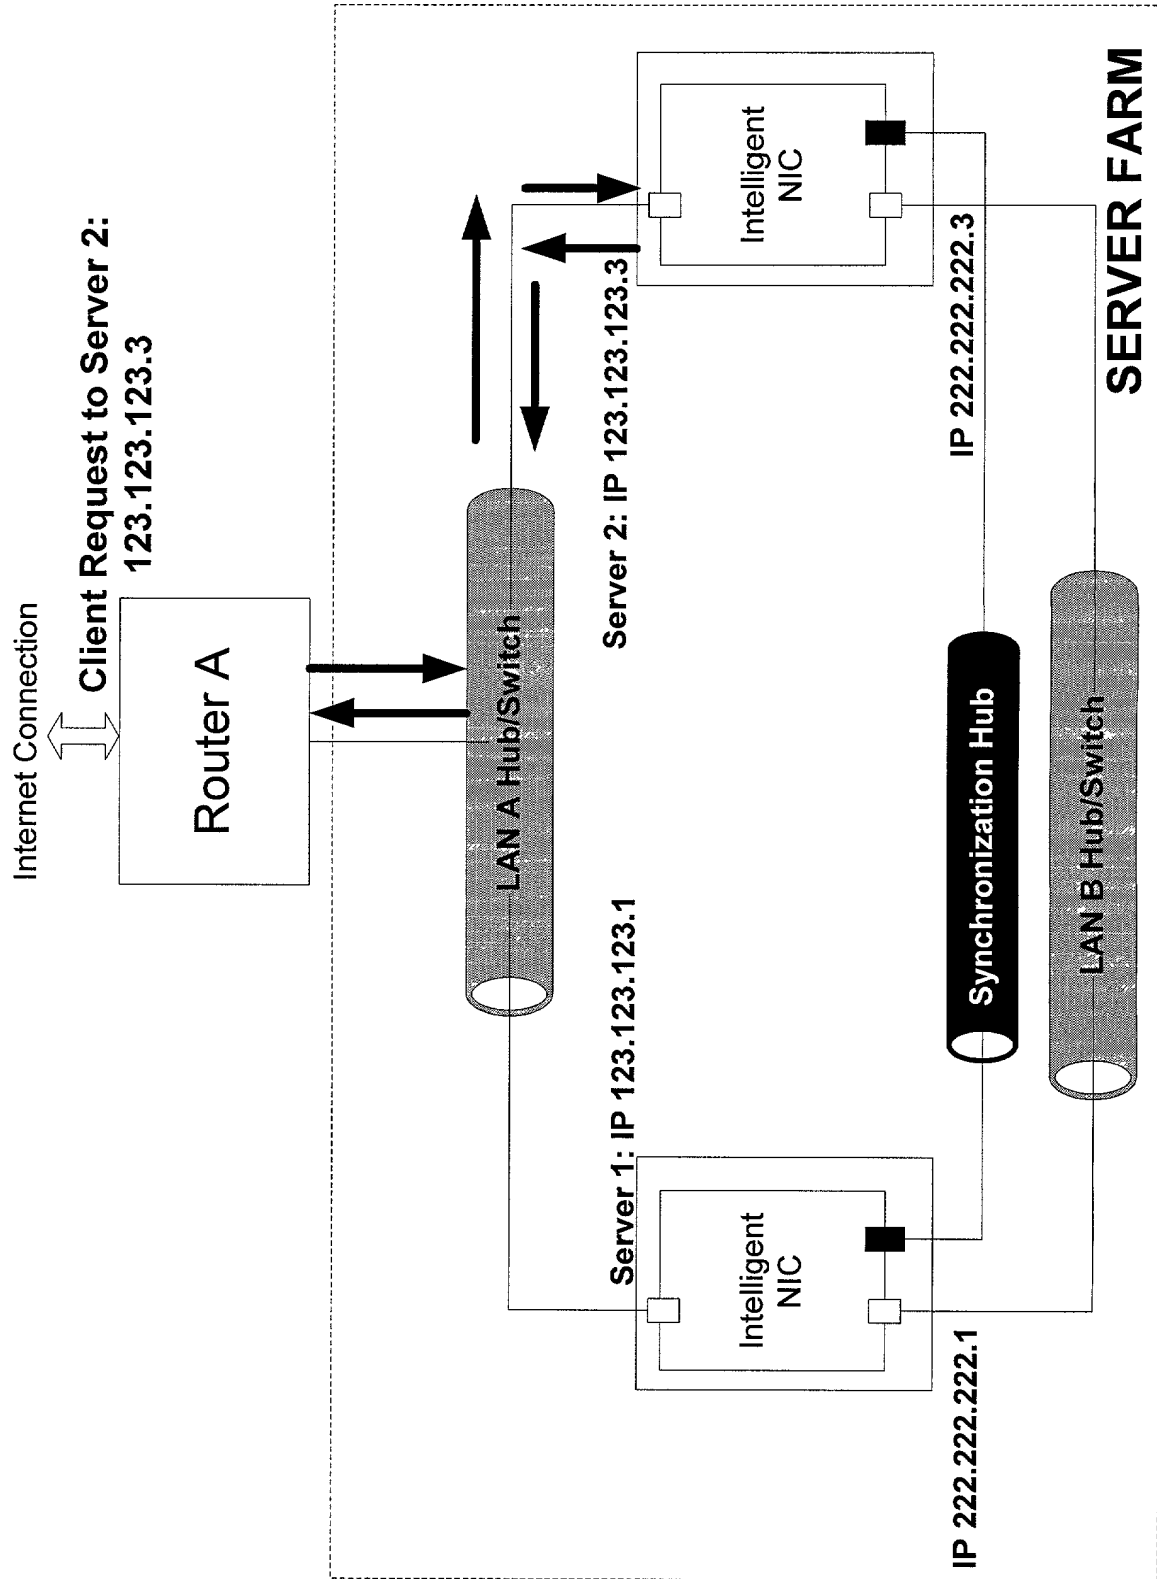 Internet Connection
Client Request to Server 2:
123.123.123.3
Router A
LAN A Hub/Switch
Server 1: IP 123.123.123.1
Server 2: IP 123.123.123.3
Intelligent
NIC
Intelligent
NIC
IP 222.222.222.1
IP 222.222.222.3
Synchronization Hub
LAN B Hub/Switch
SERVER FARM